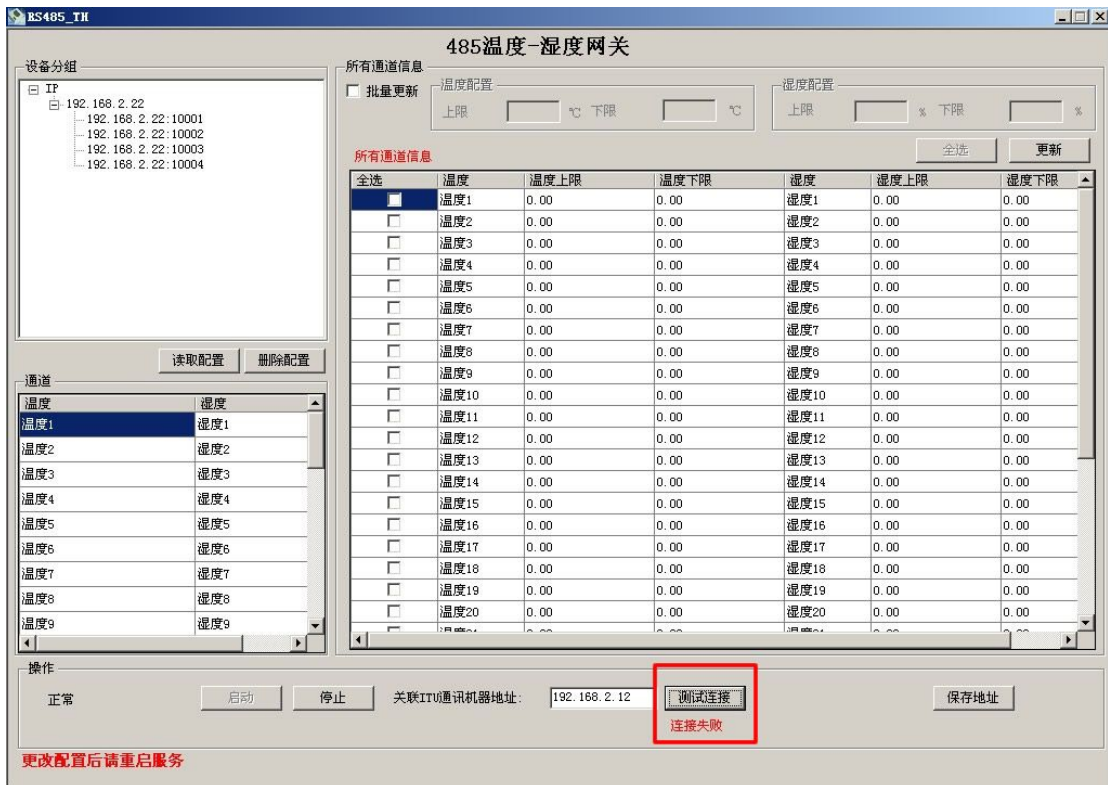 RS485_TH
485温度-湿度网关
设备分组
IP
192.168.2.22
192.168.2.22:10001
192.168.2.22:10002
192.168.2.22:10003
192.168.2.22:10004
读取配置 删除配置
通道
温度 湿度
温度1 湿度1
温度2 湿度2
温度3 湿度3
温度4 湿度4
温度5 湿度5
温度6 湿度6
温度7 湿度7
温度8 湿度8
温度9 湿度9
所有通道信息
批量更新
温度配置
上限 ℃ 下限 ℃
湿度配置
上限 % 下限 %
所有通道信息 全选 更新
全选 温度 温度上限 温度下限 湿度 湿度上限 湿度下限
温度1 0.00 0.00 湿度1 0.00 0.00
温度2 0.00 0.00 湿度2 0.00 0.00
温度3 0.00 0.00 湿度3 0.00 0.00
温度4 0.00 0.00 湿度4 0.00 0.00
温度5 0.00 0.00 湿度5 0.00 0.00
温度6 0.00 0.00 湿度6 0.00 0.00
温度7 0.00 0.00 湿度7 0.00 0.00
温度8 0.00 0.00 湿度8 0.00 0.00
温度9 0.00 0.00 湿度9 0.00 0.00
温度10 0.00 0.00 湿度10 0.00 0.00
温度11 0.00 0.00 湿度11 0.00 0.00
温度12 0.00 0.00 湿度12 0.00 0.00
温度13 0.00 0.00 湿度13 0.00 0.00
温度14 0.00 0.00 湿度14 0.00 0.00
温度15 0.00 0.00 湿度15 0.00 0.00
温度16 0.00 0.00 湿度16 0.00 0.00
温度17 0.00 0.00 湿度17 0.00 0.00
温度18 0.00 0.00 湿度18 0.00 0.00
温度19 0.00 0.00 湿度19 0.00 0.00
温度20 0.00 0.00 湿度20 0.00 0.00
操作
正常 启动 停止 关联ITU通讯机器地址: 192.168.2.12 测试连接 保存地址
连接失败
更改配置后请重启服务